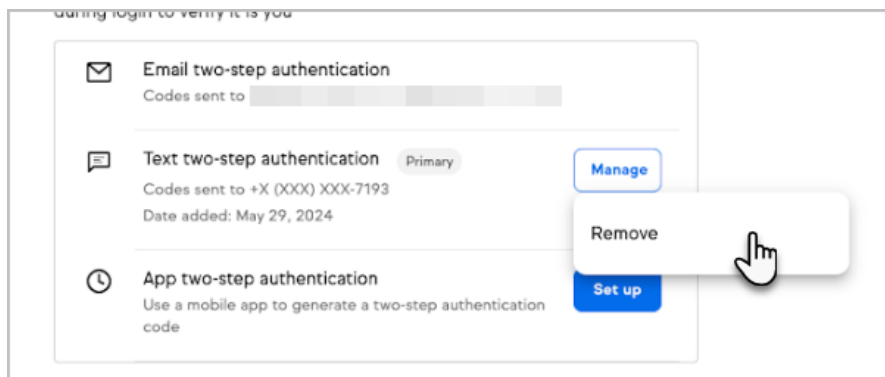 during login to verify it is you
Email two-step authentication
Codes sent to
Text two-step authentication Primary
Manage
Codes sent to +X (XXX) XXX-7193
Date added: May 29, 2024
Remove
App two-step authentication
Set up
Use a mobile app to generate a two-step authentication
code